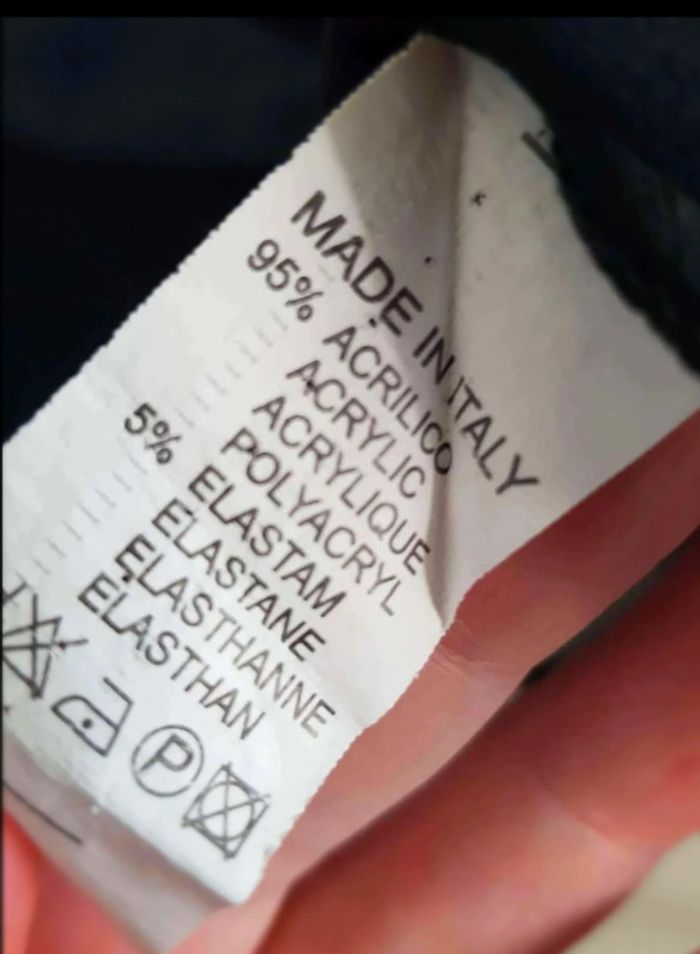 MADE IN ITALY
95% ACRILICO
ACRYLIC
ACRYLIQUE
POLYACRYL
5% ELASTAM
ELASTANE
ELASTHANNE
ELASTHAN
P